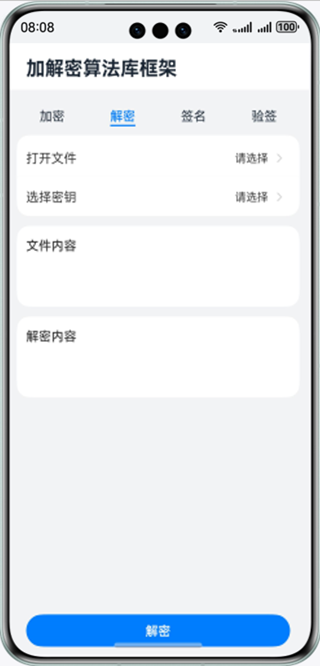 08:08
100
加解密算法库框架
加密 解密 签名 验签
打开文件 请选择
选择密钥 请选择
文件内容
解密内容
解密